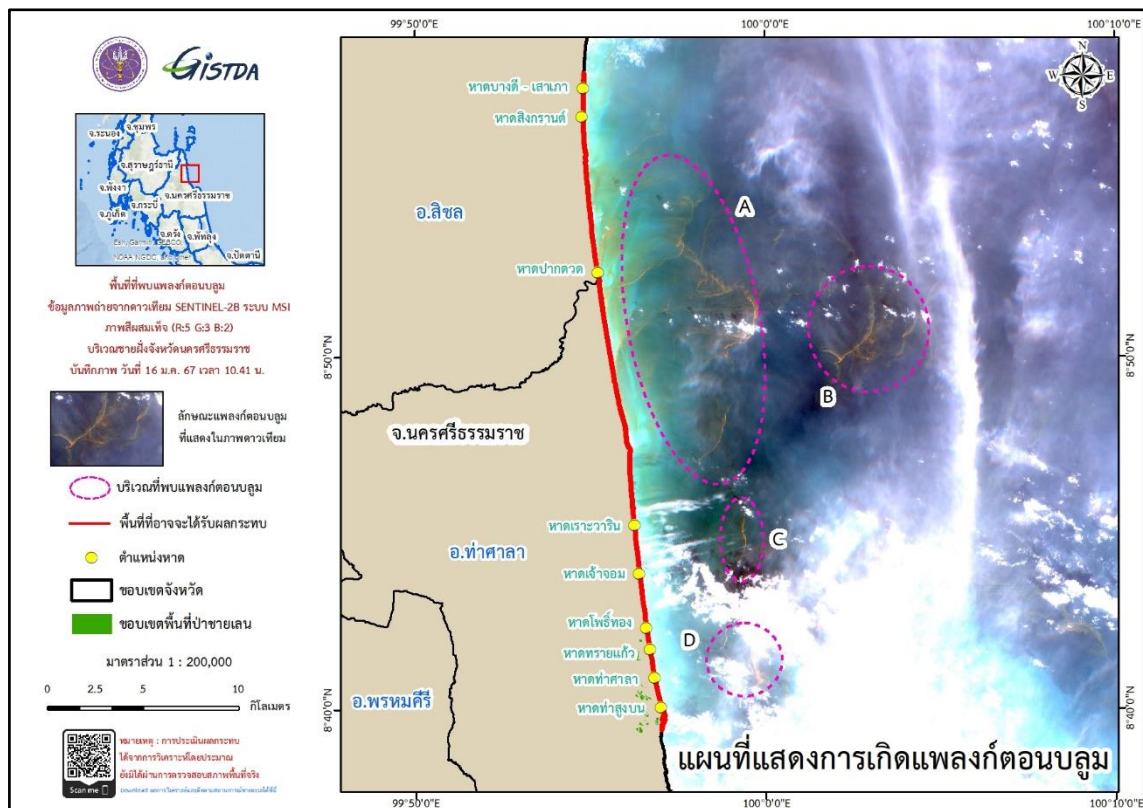 GISTDA
จ.ระนอง
จ.ชุมพร
จ.สุราษฎร์ธานี
จ.พังงา
จ.นครศรีธรรมราช
จ.กระบี่
จ.ภูเก็ต
จ.ตรัง
จ.พัทลุง
จ.ปัตตานี
Esri, Garmin, GEBCO,
NOAA NGDC,
พื้นที่ที่พบแพลงก์ตอนบลูม
ข้อมูลภาพถ่ายจากดาวเทียม SENTINEL-2B ระบบ MSI
ภาพสีผสมเท็จ (R:5 G:3 B:2)
บริเวณชายฝั่งจังหวัดนครศรีธรรมราช
บันทึกภาพ วันที่ 16 ม.ค. 67 เวลา 10.41 น.
ลักษณะแพลงก์ตอนบลูม
ที่แสดงในภาพดาวเทียม
บริเวณที่พบแพลงก์ตอนบลูม
พื้นที่ที่อาจจะได้รับผลกระทบ
ตำแหน่งหาด
ขอบเขตจังหวัด
ขอบเขตพื้นที่ป่าชายเลน
มาตราส่วน 1 : 200,000
0 2.5 5 10
กิโลเมตร
Scan me
หมายเหตุ : การประเมินผลกระทบ
ได้จากการวิเคราะห์โดยประมาณ
ยังมิได้ผ่านการตรวจสอบสภาพพื้นที่จริง
99°50'0"E 100°0'0"E 100°10'0"E
N
W E
S
หาดบางดี - เสาเภา
หาดสิงกรานต์
อ.สิชล
A
หาดปากดวด
B
8°50'0"N
8°50'0"N
จ.นครศรีธรรมราช
หาดเราะวาริน
C
อ.ท่าศาลา
หาดเจ้าจอม
หาดโพธิ์ทอง
D
หาดทรายแก้ว
หาดท่าศาลา
อ.พรหมคีรี
หาดท่าสูงบน
8°40'0"N
8°40'0"N
แผนที่แสดงการเกิดแพลงก์ตอนบลูม
99°50'0"E 100°0'0"E 100°10'0"E